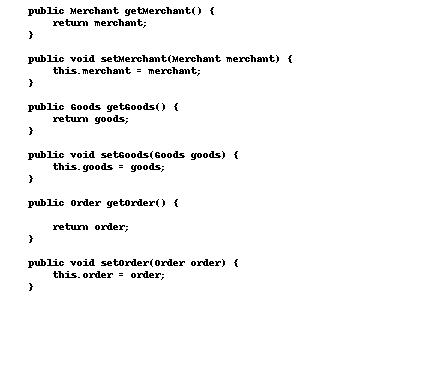 public Merchant getMerchant() {
    return merchant;
}

public void setMerchant(Merchant merchant) {
    this.merchant = merchant;
}

public Goods getGoods() {
    return goods;
}

public void setGoods(Goods goods) {
    this.goods = goods;
}

public Order getOrder() {

    return order;
}

public void setOrder(Order order) {
    this.order = order;
}